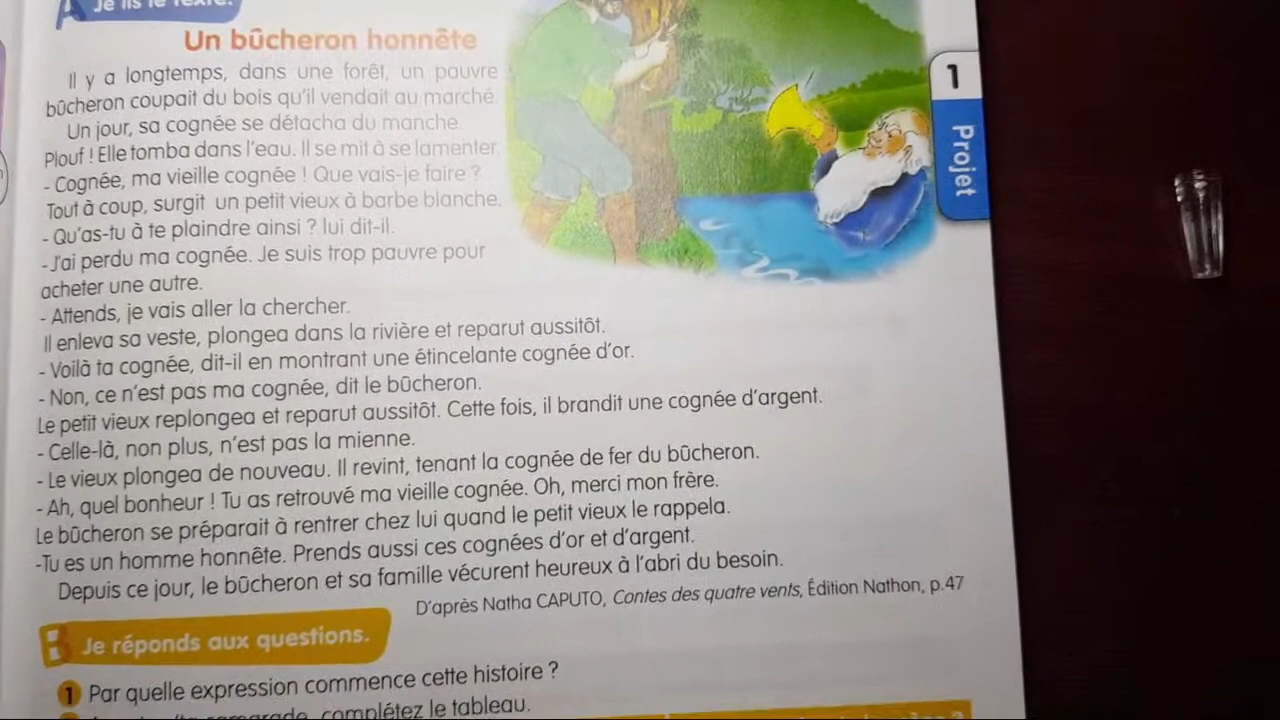 A Je lis le texte.
Un bûcheron honnête
Il y a longtemps, dans une forêt, un pauvre
bûcheron coupait du bois qu'il vendait au marché.
Un jour, sa cognée se détacha du manche.
Plouf ! Elle tomba dans l'eau. Il se mit à se lamenter.
- Cognée, ma vieille cognée ! Que vais-je faire ?
Tout à coup, surgit un petit vieux à barbe blanche.
- Qu'as-tu à te plaindre ainsi ? lui dit-il.
- J'ai perdu ma cognée. Je suis trop pauvre pour
acheter une autre.
- Attends, je vais aller la chercher.
Il enleva sa veste, plongea dans la rivière et reparut aussitôt.
- Voilà ta cognée, dit-il en montrant une étincelante cognée d'or.
- Non, ce n'est pas ma cognée, dit le bûcheron.
Le petit vieux replongea et reparut aussitôt. Cette fois, il brandit une cognée d'argent.
- Celle-là, non plus, n'est pas la mienne.
- Le vieux plongea de nouveau. Il revint, tenant la cognée de fer du bûcheron.
- Ah, quel bonheur ! Tu as retrouvé ma vieille cognée. Oh, merci mon frère.
Le bûcheron se préparait à rentrer chez lui quand le petit vieux le rappela.
-Tu es un homme honnête. Prends aussi ces cognées d'or et d'argent.
Depuis ce jour, le bûcheron et sa famille vécurent heureux à l'abri du besoin.
D'après Natha CAPUTO, Contes des quatre vents, Édition Nathon, p.47
1
Projet
B Je réponds aux questions.
1 Par quelle expression commence cette histoire ?
camarade, complétez le tableau.